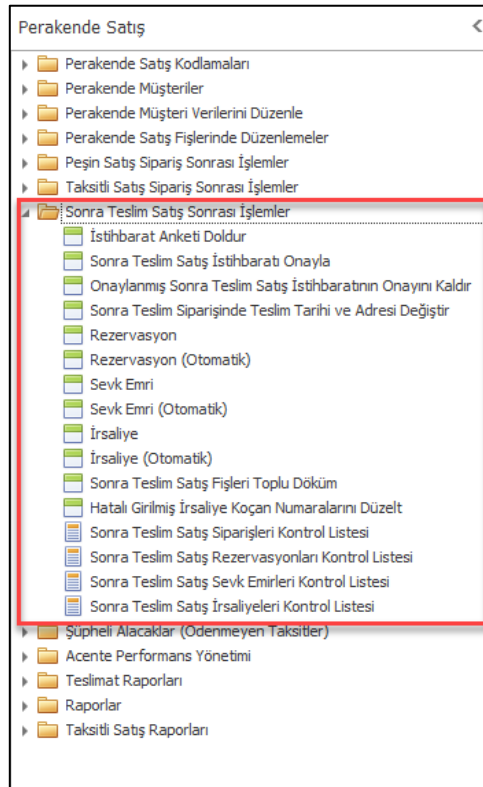 Perakende Satış
Perakende Satış Kodlamaları
Perakende Müşteriler
Perakende Müşteri Verilerini Düzenle
Perakende Satış Fişlerinde Düzenlemeler
Peşin Satış Sipariş Sonrası İşlemler
Taksitli Satış Sipariş Sonrası İşlemler
Sonra Teslim Satış Sonrası İşlemler
İstihbarat Anketi Doldur
Sonra Teslim Satış İstihbaratı Onayla
Onaylanmış Sonra Teslim Satış İstihbaratının Onayını Kaldır
Sonra Teslim Siparişinde Teslim Tarihi ve Adresi Değiştir
Rezervasyon
Rezervasyon (Otomatik)
Sevk Emri
Sevk Emri (Otomatik)
İrsaliye
İrsaliye (Otomatik)
Sonra Teslim Satış Fişleri Toplu Döküm
Hatalı Girilmiş İrsaliye Koçan Numaralarını Düzelt
Sonra Teslim Satış Siparişleri Kontrol Listesi
Sonra Teslim Satış Rezervasyonları Kontrol Listesi
Sonra Teslim Satış Sevk Emirleri Kontrol Listesi
Sonra Teslim Satış İrsaliyeleri Kontrol Listesi
Şüpheli Alacaklar (Ödenmeyen Taksitler)
Acente Performans Yönetimi
Teslimat Raporları
Raporlar
Taksitli Satış Raporları